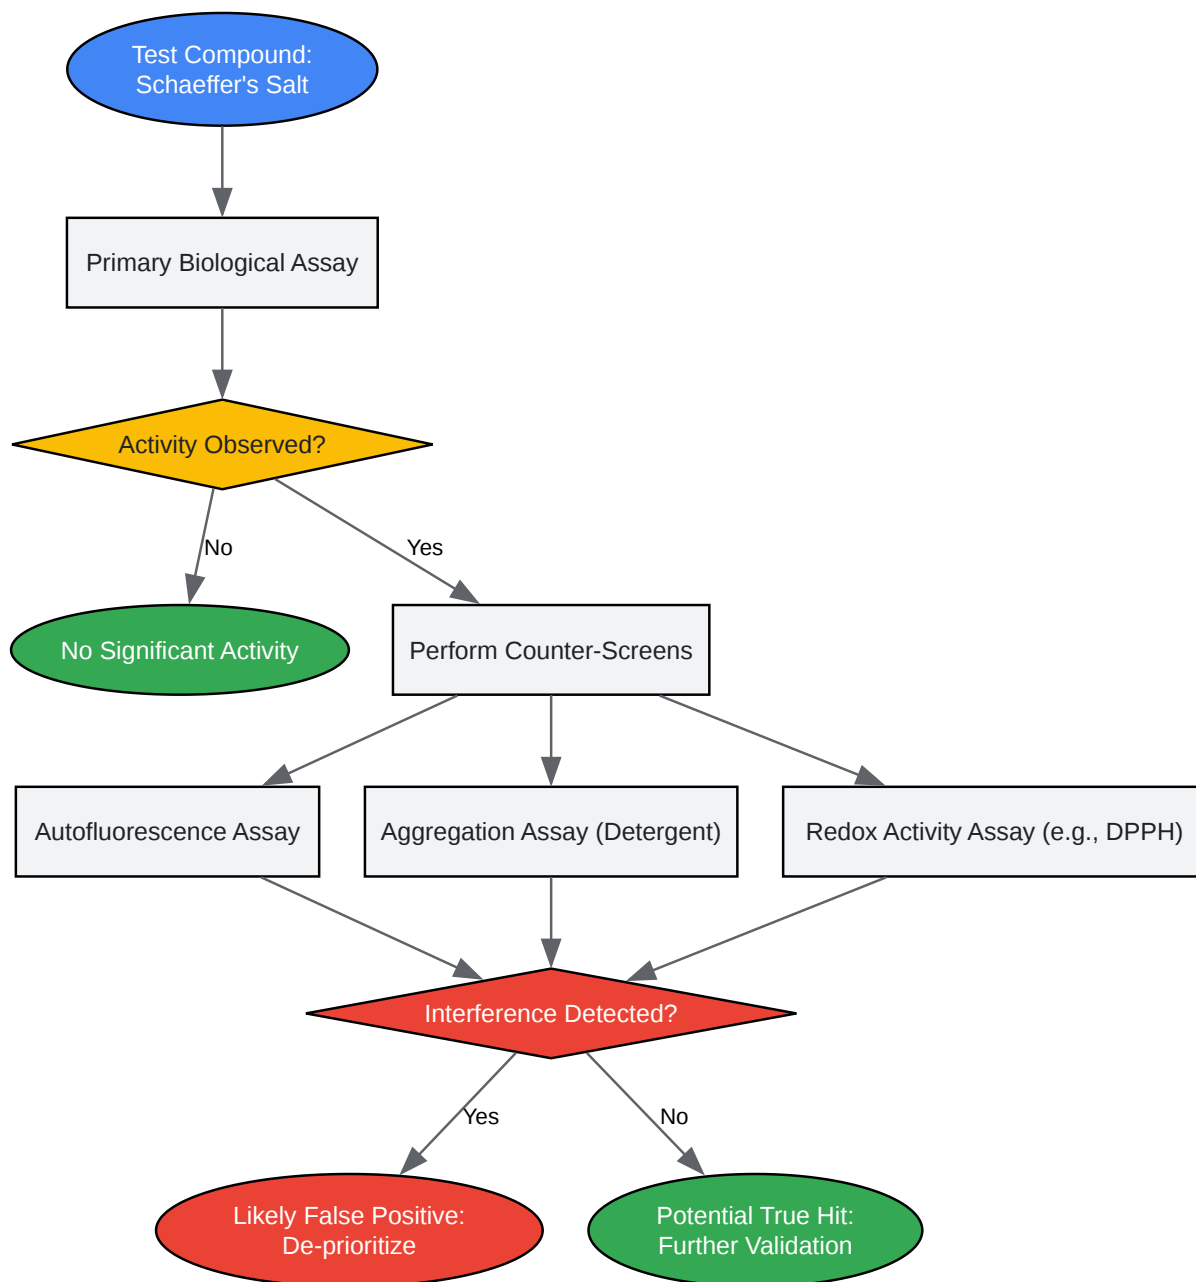 Test Compound:
Schaeffer's Salt
Primary Biological Assay
Activity Observed?
No
Yes
No Significant Activity
Perform Counter-Screens
Autofluorescence Assay
Aggregation Assay (Detergent)
Redox Activity Assay (e.g., DPPH)
Interference Detected?
Yes
No
Likely False Positive:
De-prioritize
Potential True Hit:
Further Validation